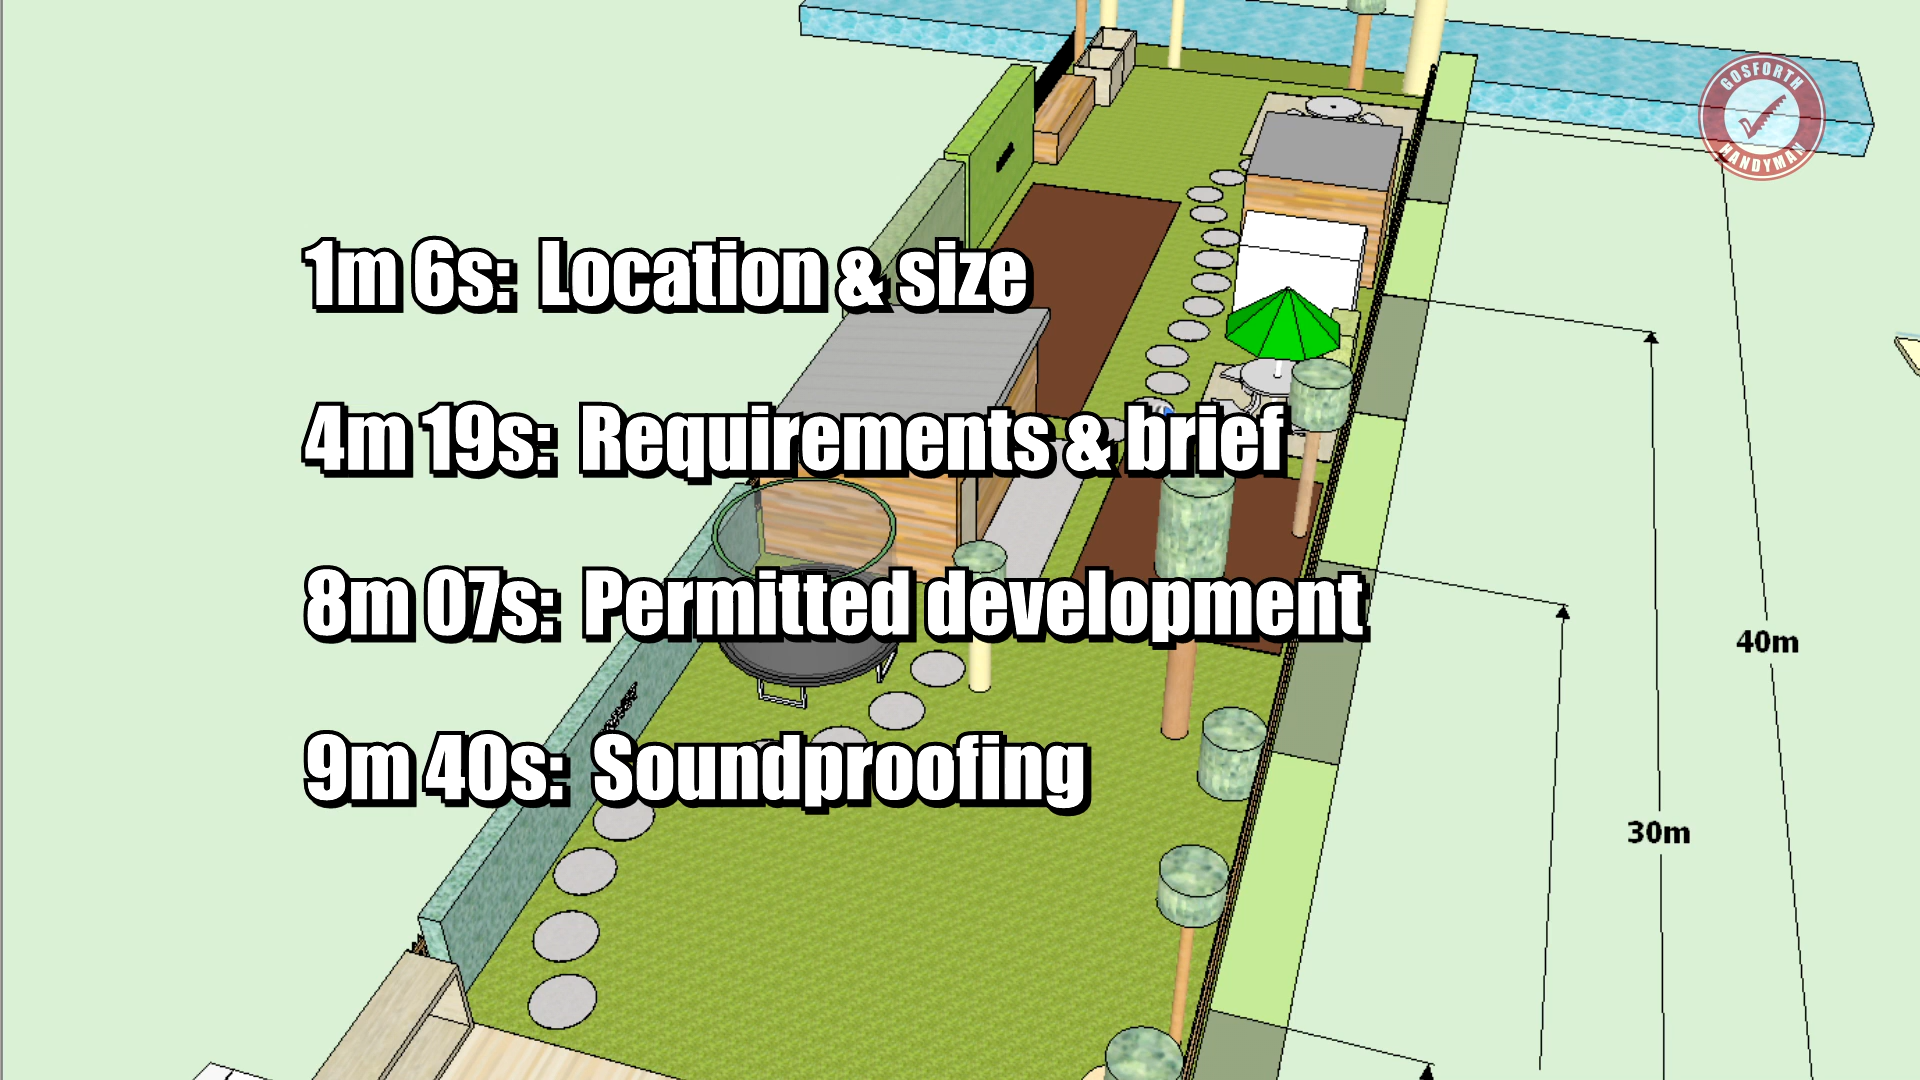 GOSFORTH
HANDYMAN
1m 6s: Location & size
4m 19s: Requirements & brief
8m 07s: Permitted development
9m 40s: Soundproofing
40m
30m